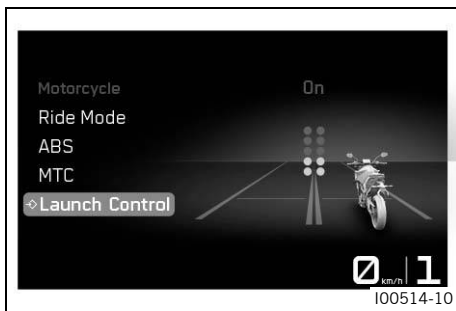 Motorcycle
On
Ride Mode
ABS
MTC
Launch Control
0 km/h 1
I00514-10